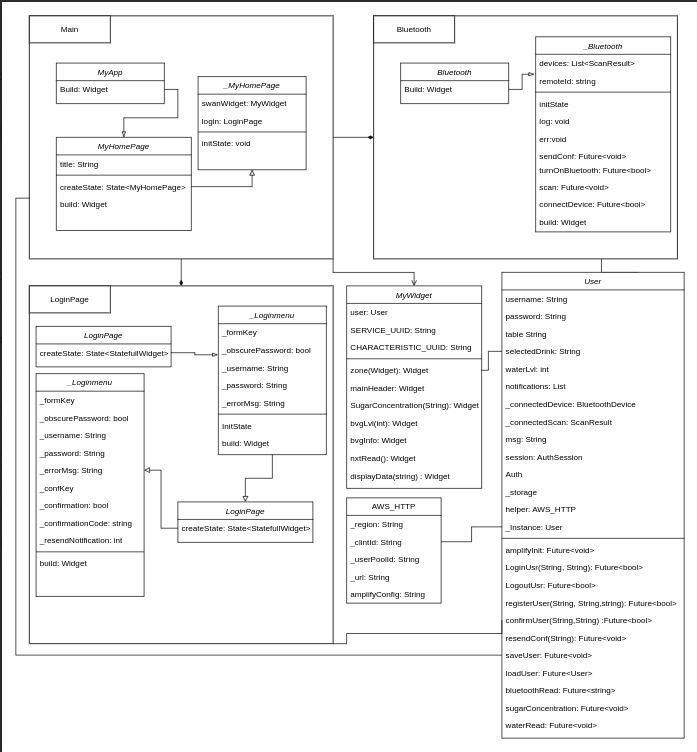 Main
MyApp
Build: Widget
_MyHomePage
swanWidget: MyWidget
login: LoginPage
initState: void
MyHomePage
title: String
createState: State<MyHomePage>
build: Widget
Bluetooth
Bluetooth
Build: Widget
_Bluetooth
devices: List<ScanResult>
remoteId: string
initState
log: void
err:void
sendConf: Future<void>
turnOnBluetooth: Future<bool>
scan: Future<void>
connectDevice: Future<bool>
build: Widget
LoginPage
LoginPage
createState: State<StatefullWidget>
_Loginmenu
_formKey
_obscurePassword: bool
_username: String
_password: String
_errorMsg: String
InitState
build: Widget
_Loginmenu
_formKey
_obscurePassword: bool
_username: String
_password: String
_errorMsg: String
_confKey
_confirmation: bool
_confirmationCode: string
_resendNotification: int
build: Widget
LoginPage
createState: State<StatefullWidget>
MyWidget
user: User
SERVICE_UUID: String
CHARACTERISTIC_UUID: String
zone(Widget): Widget
mainHeader: Widget
SugarConcentration(String): Widget
bvgLvi(int): Widget
bvgInfo: Widget
nxtRead(): Widget
displayData(string) : Widget
AWS_HTTP
_region: String
_clintId: String
_userPoolId: String
_url: String
amplifyConfig: String
User
username: String
password: String
table String
selectedDrink: String
waterLvl: int
notifications: List
_connectedDevice: BluetoothDevice
_connectedScan: ScanResult
msg: String
session: AuthSession
Auth
_storage
helper: AWS_HTTP
_Instance: User
amplifyInit: Future<void>
LoginUsr(String, String): Future<bool>
LogoutUsr: Future<bool>
registerUser(String, String,string): Future<bool>
confirmUser(String,String) :Future<bool>
resendConf(String): Future<void>
saveUser: Future<void>
loadUser: Future<User>
bluetoothRead: Future<string>
sugarConcentration: Future<void>
waterRead: Future<void>